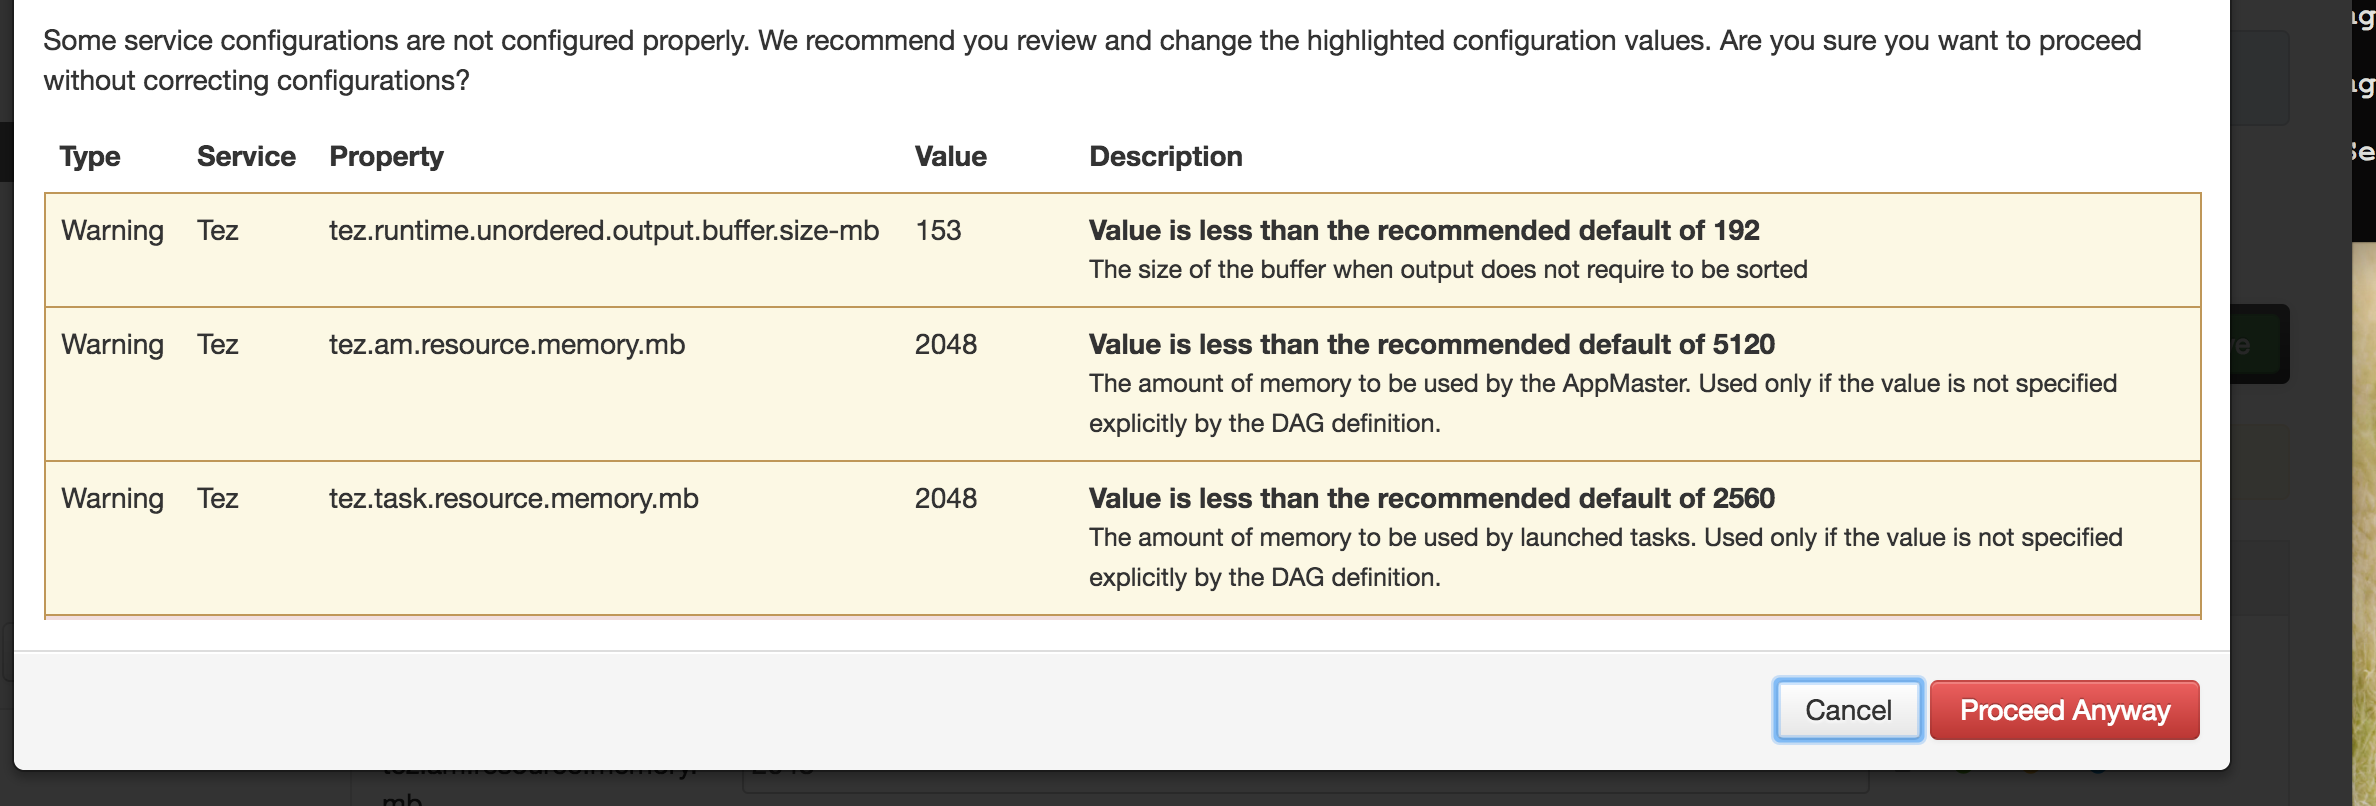 Some service configurations are not configured properly. We recommend you review and change the highlighted configuration values. Are you sure you want to proceed
without correcting configurations?
Type Service Property Value Description
Warning Tez tez.runtime.unordered.output.buffer.size-mb 153 Value is less than the recommended default of 192
The size of the buffer when output does not require to be sorted
Warning Tez tez.am.resource.memory.mb 2048 Value is less than the recommended default of 5120
The amount of memory to be used by the AppMaster. Used only if the value is not specified
explicitly by the DAG definition.
Warning Tez tez.task.resource.memory.mb 2048 Value is less than the recommended default of 2560
The amount of memory to be used by launched tasks. Used only if the value is not specified
explicitly by the DAG definition.
Cancel Proceed Anyway
mb